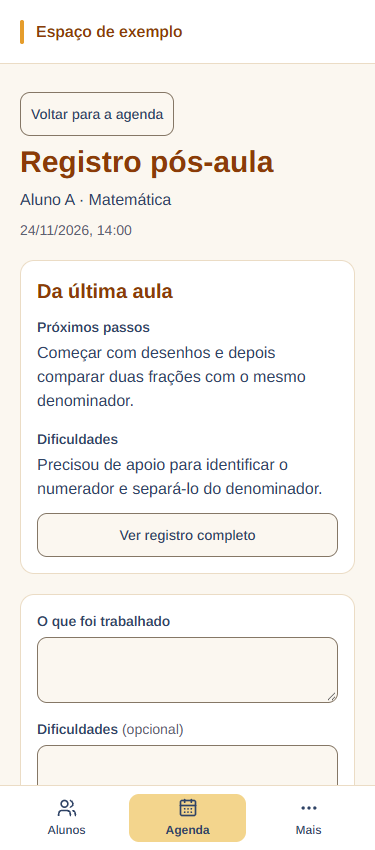 Espaço de exemplo
Voltar para a agenda
Registro pós-aula
Aluno A · Matemática
24/11/2026, 14:00
Da última aula
Próximos passos
Começar com desenhos e depois
comparar duas frações com o mesmo
denominador.
Dificuldades
Precisou de apoio para identificar o
numerador e separá-lo do denominador.
Ver registro completo
O que foi trabalhado
Dificuldades (opcional)
Alunos
Agenda
Mais